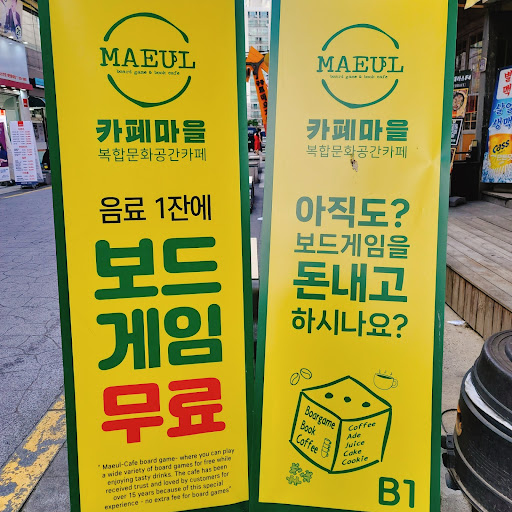 MAEUL
board game & book cafe
카페마을
복합문화공간카페
음료 1잔에
보드
게임
무료
" Maeul-Cafe board game- where you can play
a wide variety of board games for free while
enjoying tasty drinks. The cafe has been
received trust and loved by customers for
over 15 years because of this special
experience - no extra fee for board games"
MAEUL
board game & book cafe
카페마을
복합문화공간카페
아직도?
보드게임을
돈내고
하시나요?
Boargame
Book
Coffee
Coffee
Ade
Juice
Cake
Cookie
B1
Cass